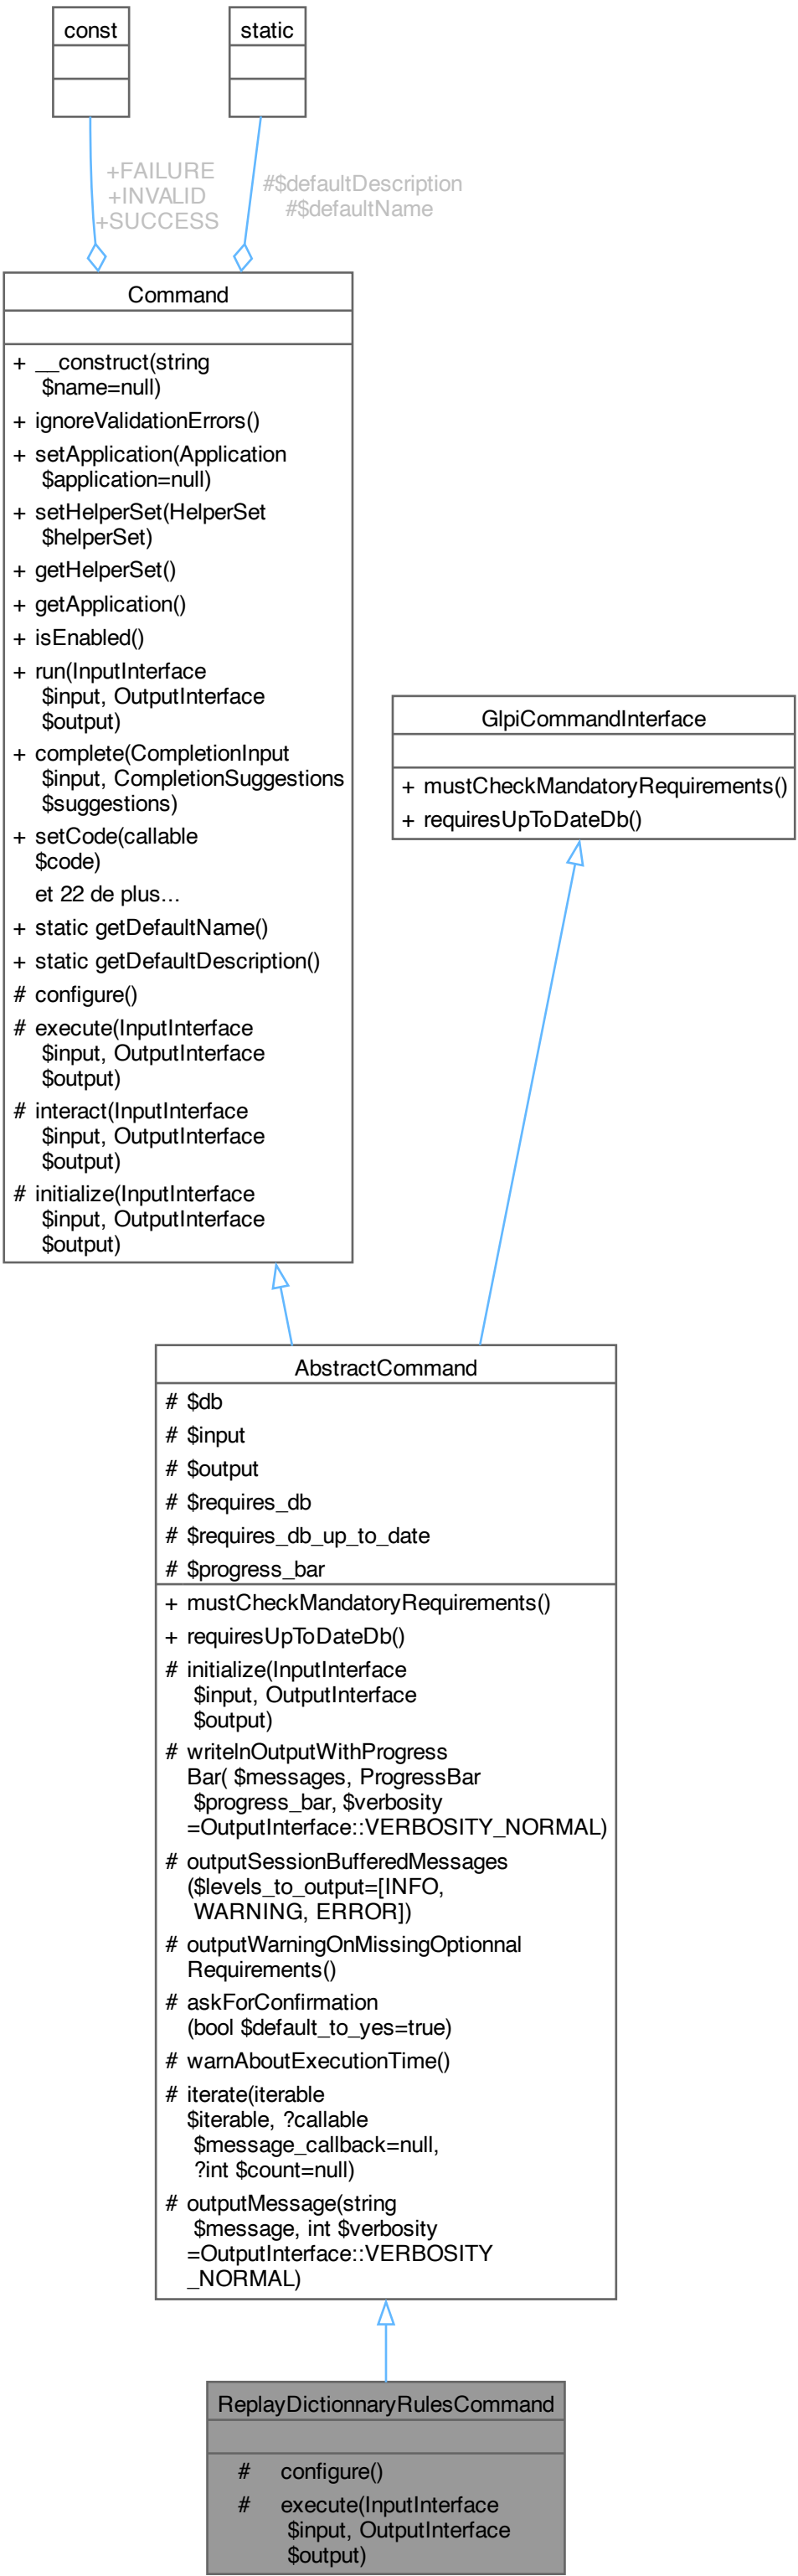 const
static
+FAILURE
+INVALID
+SUCCESS
#$defaultDescription
#$defaultName
Command
+ __construct(string
$name=null)
+ ignoreValidationErrors()
+ setApplication(Application
$application=null)
+ setHelperSet(HelperSet
$helperSet)
+ getHelperSet()
+ getApplication()
+ isEnabled()
+ run(InputInterface
$input, OutputInterface
$output)
+ complete(CompletionInput
$input, CompletionSuggestions
$suggestions)
+ setCode(callable
$code)
et 22 de plus...
+ static getDefaultName()
+ static getDefaultDescription()
# configure()
# execute(InputInterface
$input, OutputInterface
$output)
# interact(InputInterface
$input, OutputInterface
$output)
# initialize(InputInterface
$input, OutputInterface
$output)
GlpiCommandInterface
+ mustCheckMandatoryRequirements()
+ requiresUpToDateDb()
AbstractCommand
# $db
# $input
# $output
# $requires_db
# $requires_db_up_to_date
# $progress_bar
+ mustCheckMandatoryRequirements()
+ requiresUpToDateDb()
# initialize(InputInterface
$input, OutputInterface
$output)
# writelnOutputWithProgress
Bar( $messages, ProgressBar
$progress_bar, $verbosity
=OutputInterface::VERBOSITY_NORMAL)
# outputSessionBufferedMessages
($levels_to_output=[INFO,
WARNING, ERROR])
# outputWarningOnMissingOptionnal
Requirements()
# askForConfirmation
(bool $default_to_yes=true)
# warnAboutExecutionTime()
# iterate(iterable
$iterable, ?callable
$message_callback=null,
?int $count=null)
# outputMessage(string
$message, int $verbosity
=OutputInterface::VERBOSITY
_NORMAL)
ReplayDictionnaryRulesCommand
# configure()
# execute(InputInterface
$input, OutputInterface
$output)